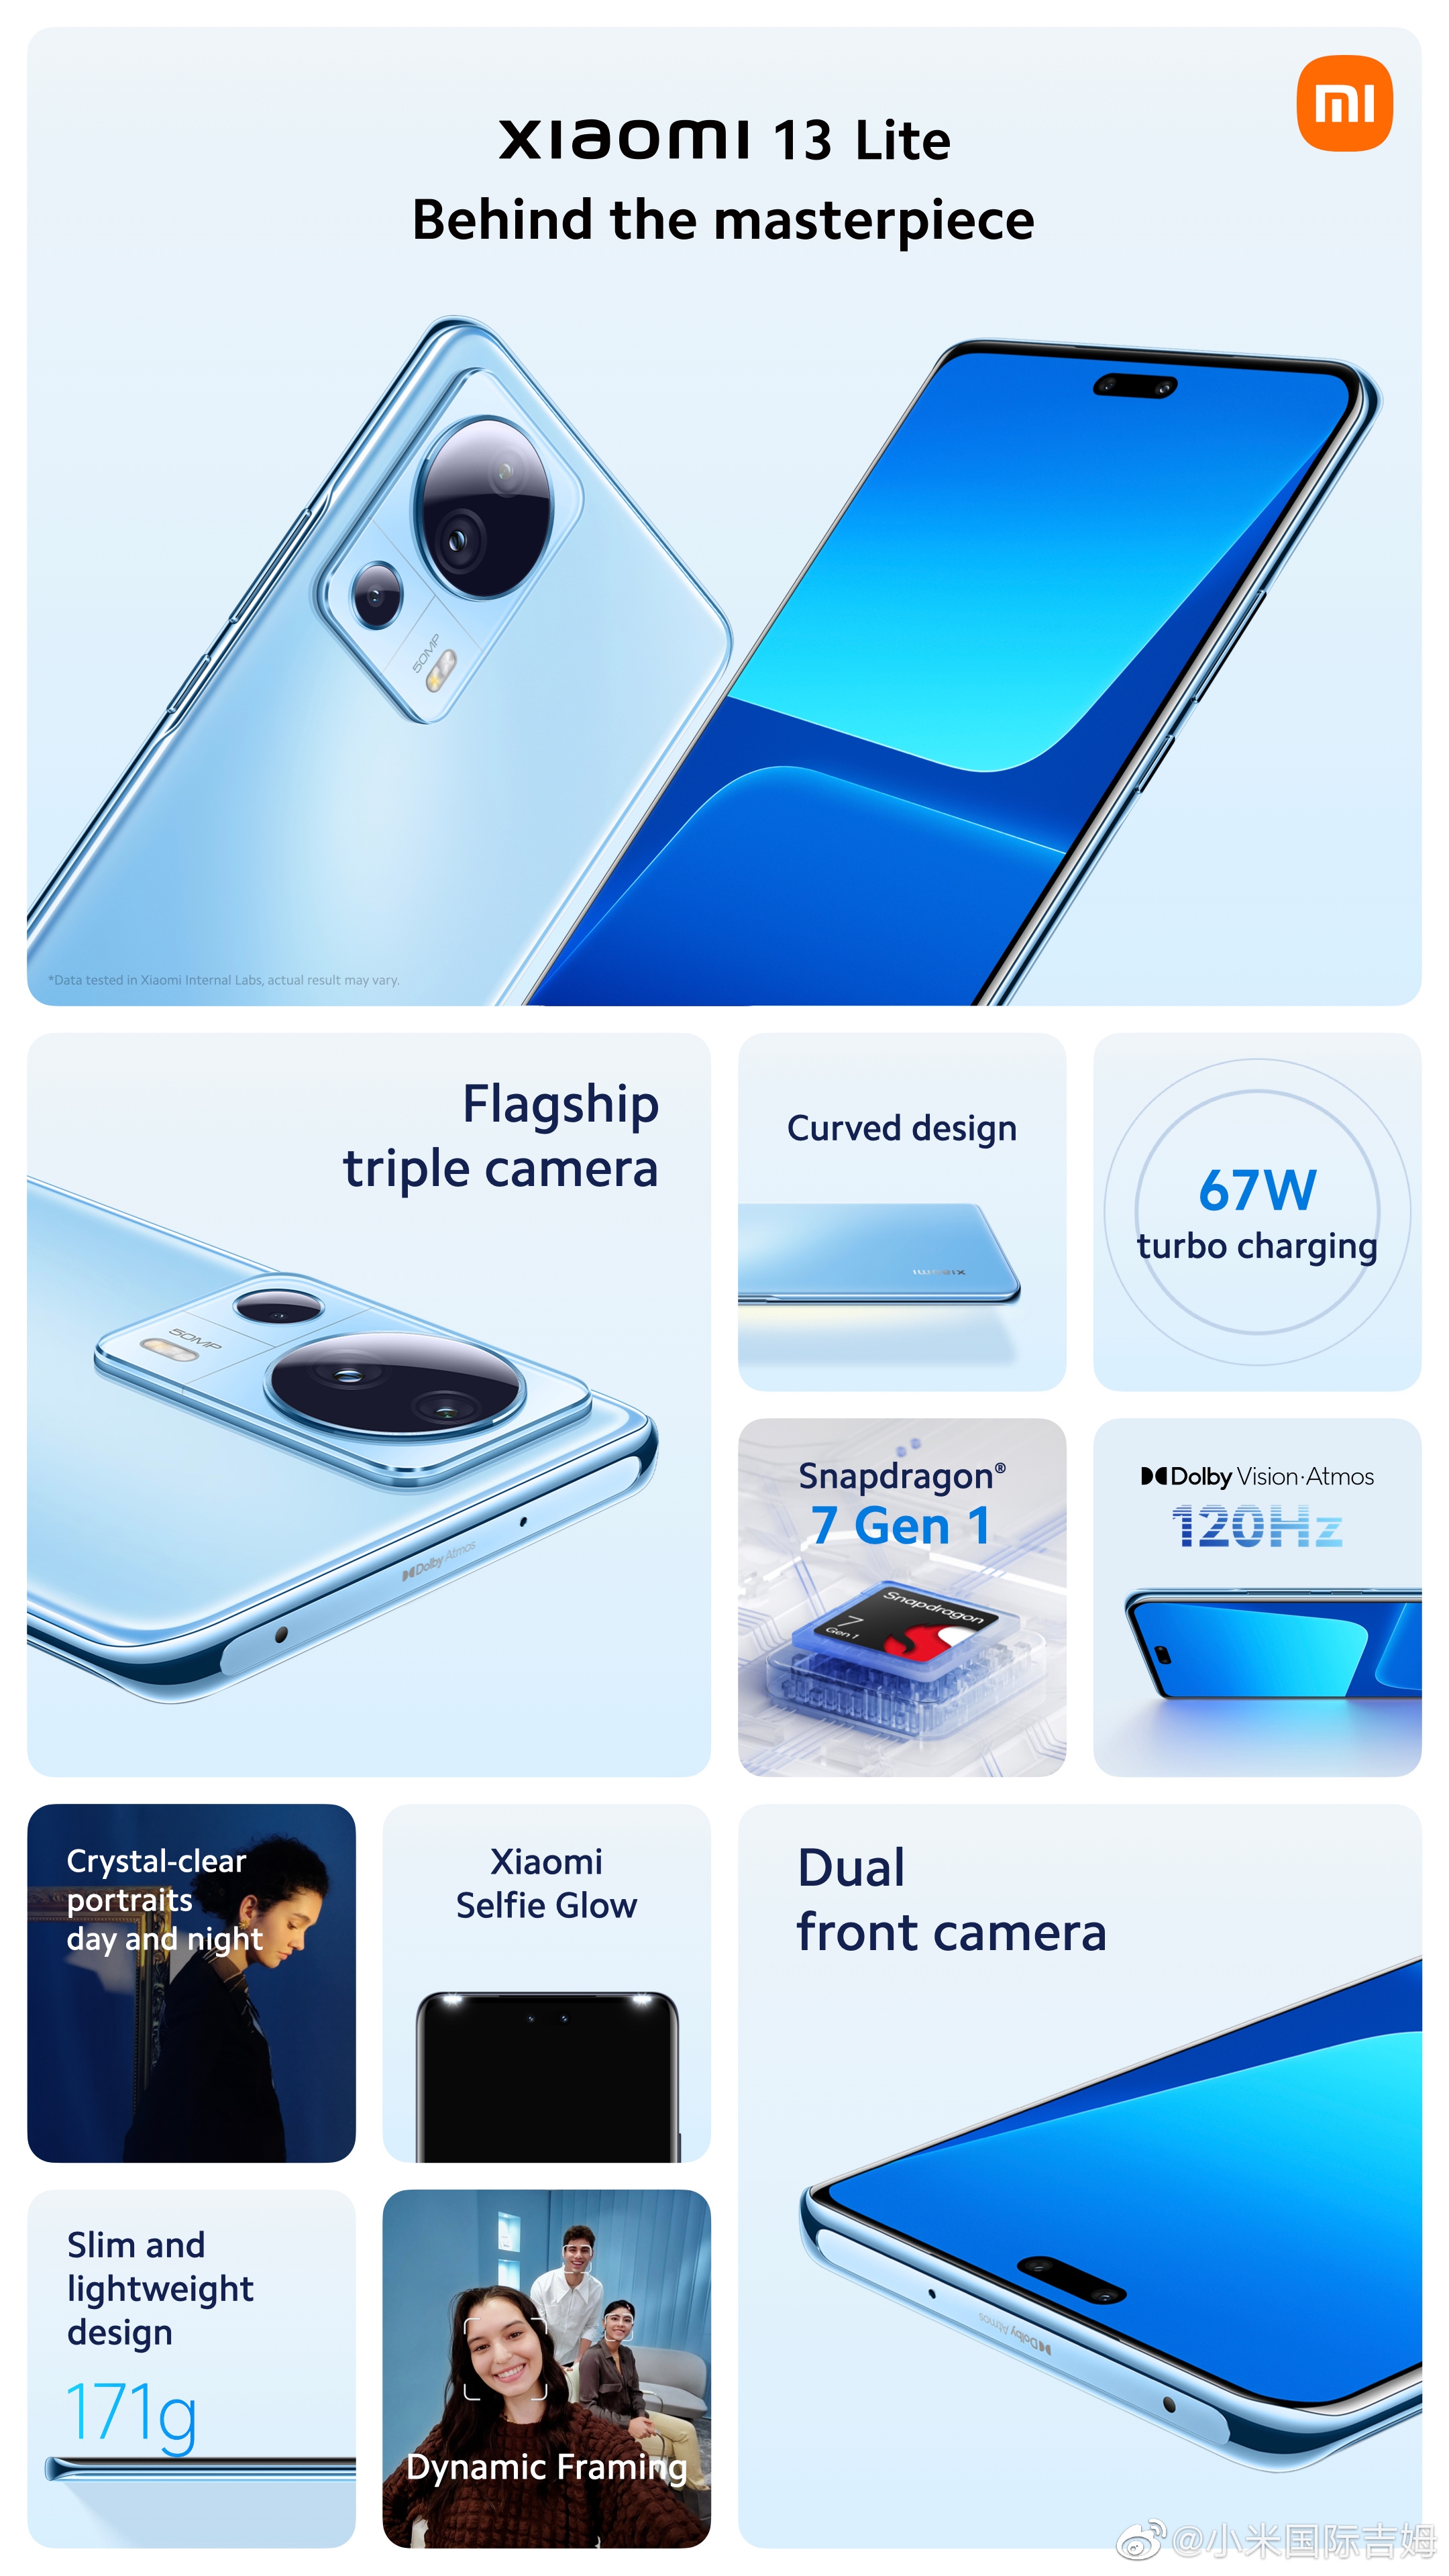 xiaomi 13 Lite
mi
Behind the masterpiece
50MP
*Data tested in Xiaomi Internal Labs, actual result may vary.
Flagship
triple camera
50MP
Dolby Atmos
Curved design
xiaomi
67W
turbo charging
Snapdragon®
7 Gen 1
Snapdragon
7
Gen 1
Dolby Vision·Atmos
120Hz
Crystal-clear
portraits
day and night
Xiaomi
Selfie Glow
Dual
front camera
Dolby Atmos
Slim and
lightweight
design
171g
Dynamic Framing
@小米国际吉姆